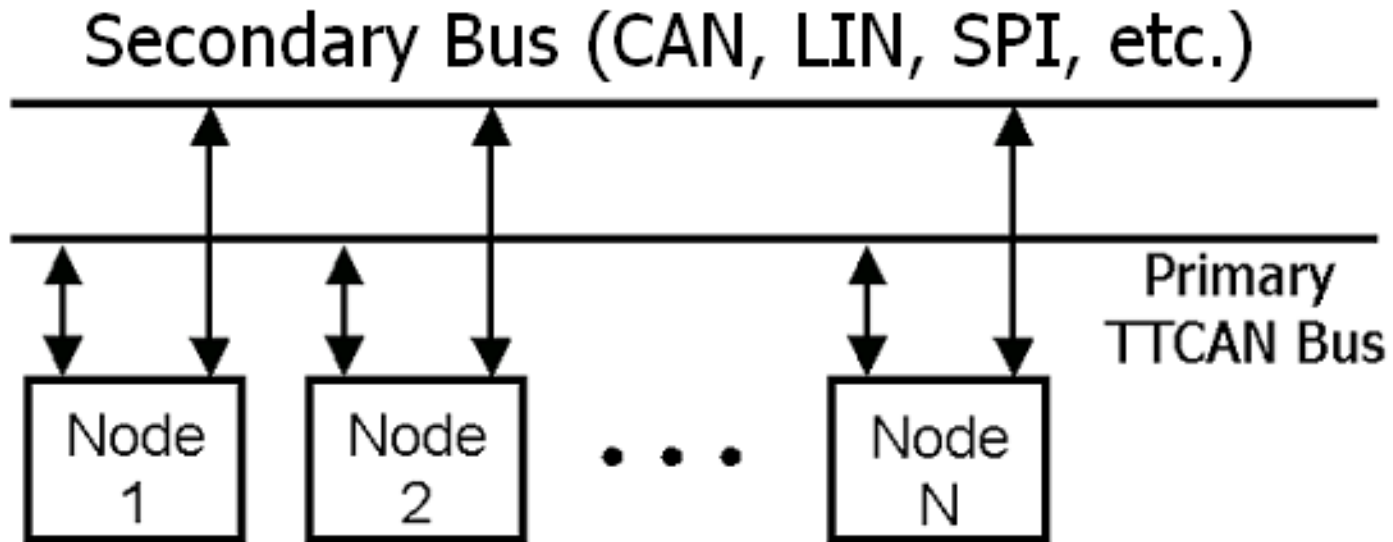 Secondary Bus (CAN, LIN, SPI, etc.)
Primary
TTCAN Bus
Node
1
Node
2
Node
N